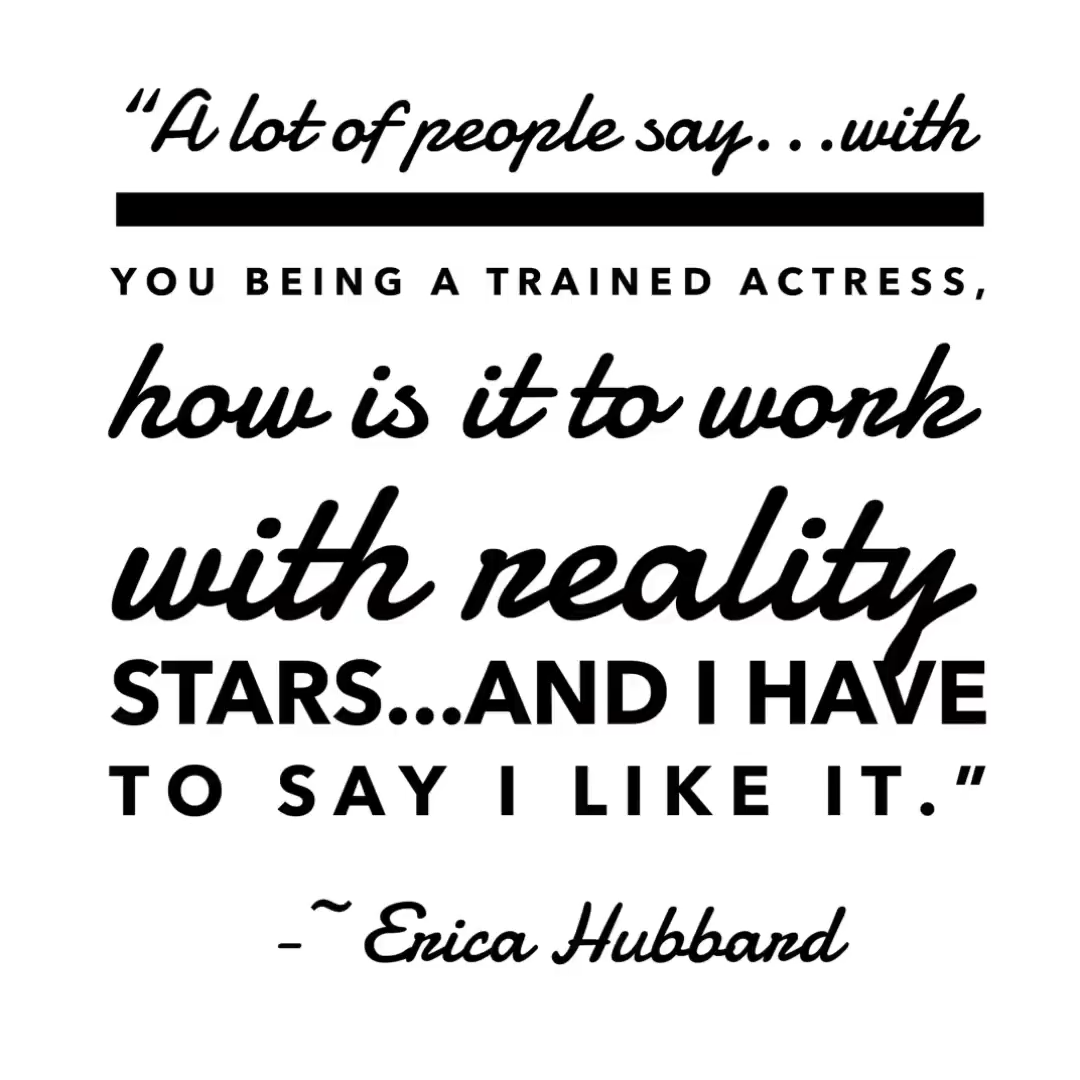 “A lot of people say...with
YOU BEING A TRAINED ACTRESS,
how is it to work
with reality
STARS...AND I HAVE
TO SAY I LIKE IT.”
-~ Erica Hubbard